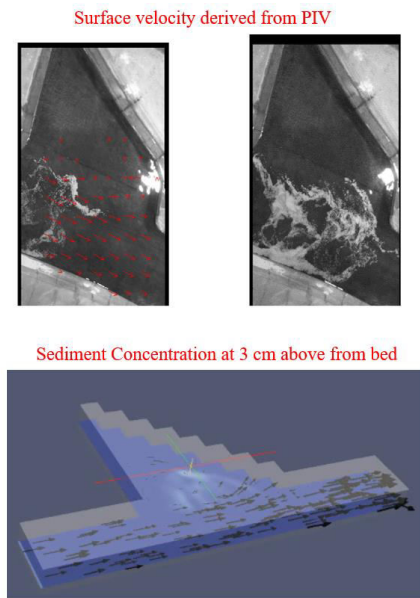 Surface velocity derived from PIV
Sediment Concentration at 3 cm above from bed